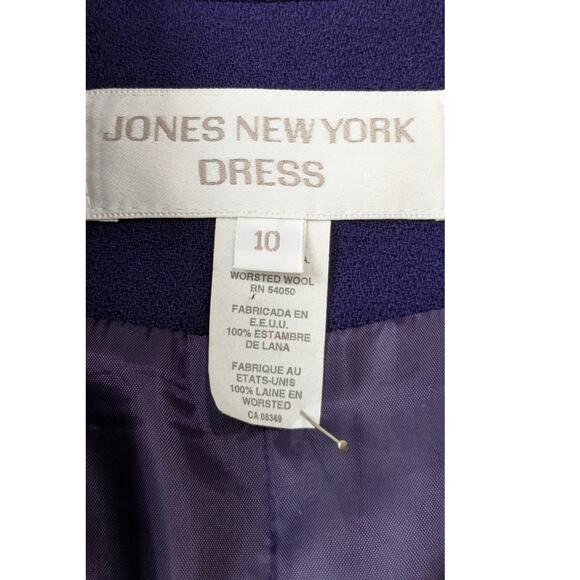 JONES NEW YORK
DRESS
10
WORSTED WOOL
RN 54050
FABRICADA EN
E.E.U.U.
100% ESTAMBRE
DE LANA
FABRIQUE AU
ETATS-UNIS
100% LAINE EN
WORSTED
CA 08349